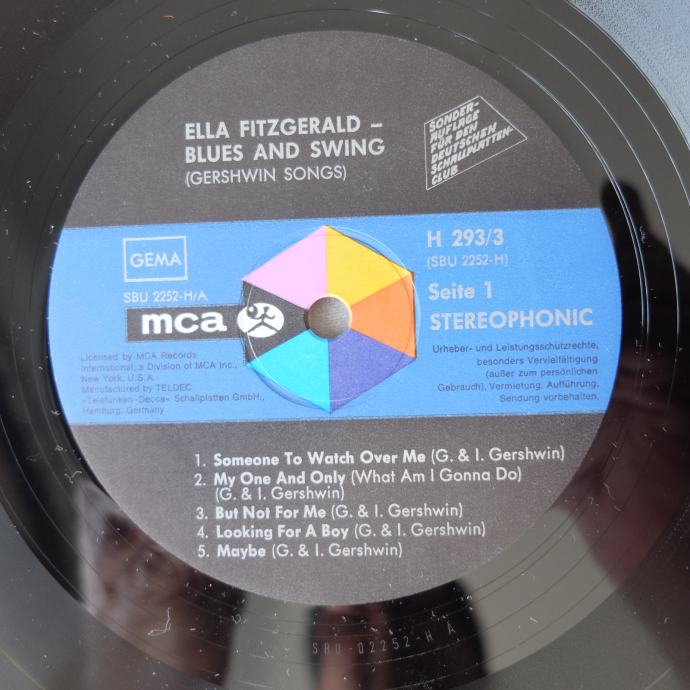 ELLA FITZGERALD –
BLUES AND SWING
(GERSHWIN SONGS)
SONDER-
AUFLAGE
FÜR DEN
DEUTSCHEN
SCHALLPLATTEN-
CLUB
GEMA
SBU 2252-H/A
mca
H 293/3
(SBU 2252-H)
Seite 1
STEREOPHONIC
Licensed by MCA Records
International, a Division of MCA Inc.,
New York, U.S.A.
Manufactured by TELDEC
»Telefunken-Decca« Schallplatten GmbH.,
Hamburg, Germany
Urheber- und Leistungsschutzrechte,
besonders Vervielfältigung
(außer zum persönlichen
Gebrauch), Vermietung, Aufführung,
Sendung vorbehalten.
1. Someone To Watch Over Me (G. & I. Gershwin)
2. My One And Only (What Am I Gonna Do)
(G. & I. Gershwin)
3. But Not For Me (G. & I. Gershwin)
4. Looking For A Boy (G. & I. Gershwin)
5. Maybe (G. & I. Gershwin)
SBU-02252-H A